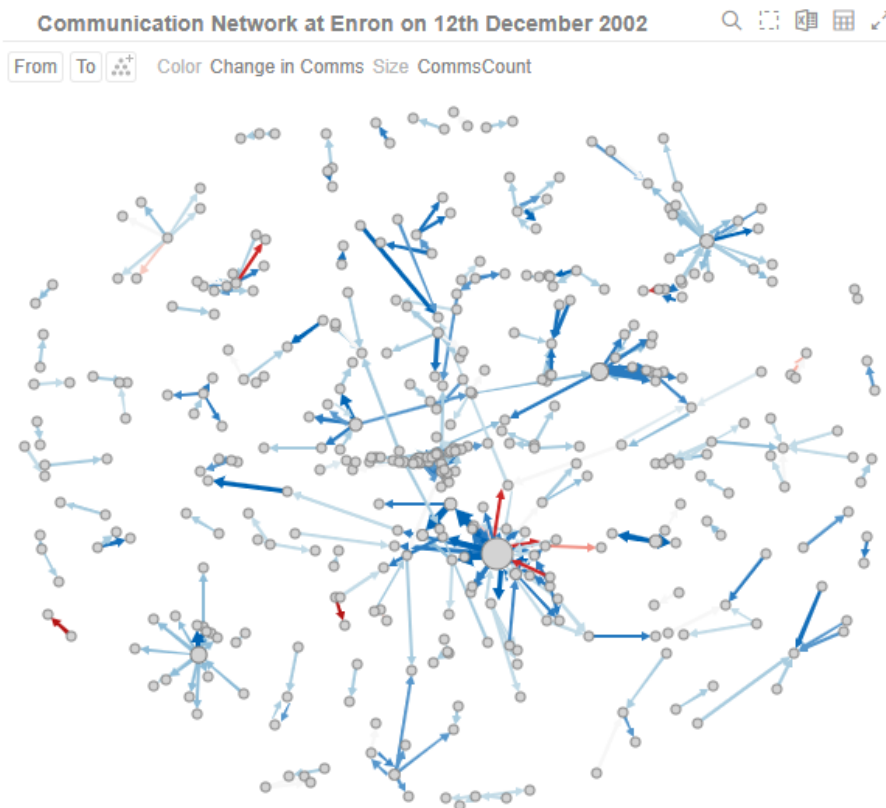 Communication Network at Enron on 12th December 2002
From To Color Change in Comms Size CommsCount